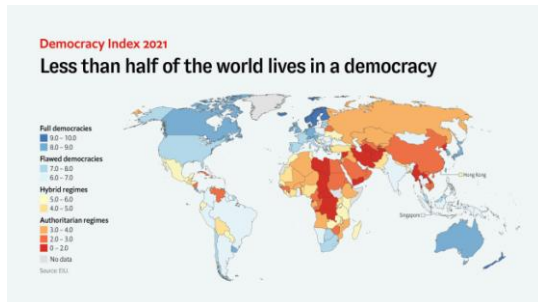 Democracy Index 2021
Less than half of the world lives in a democracy
Full democracies
9.0 – 10.0
8.0 – 9.0
Flawed democracies
7.0 – 8.0
6.0 – 7.0
Hybrid regimes
5.0 – 6.0
4.0 – 5.0
Authoritarian regimes
3.0 – 4.0
2.0 – 3.0
0 – 2.0
No data
Source: EIU.
Hong Kong
Singapore